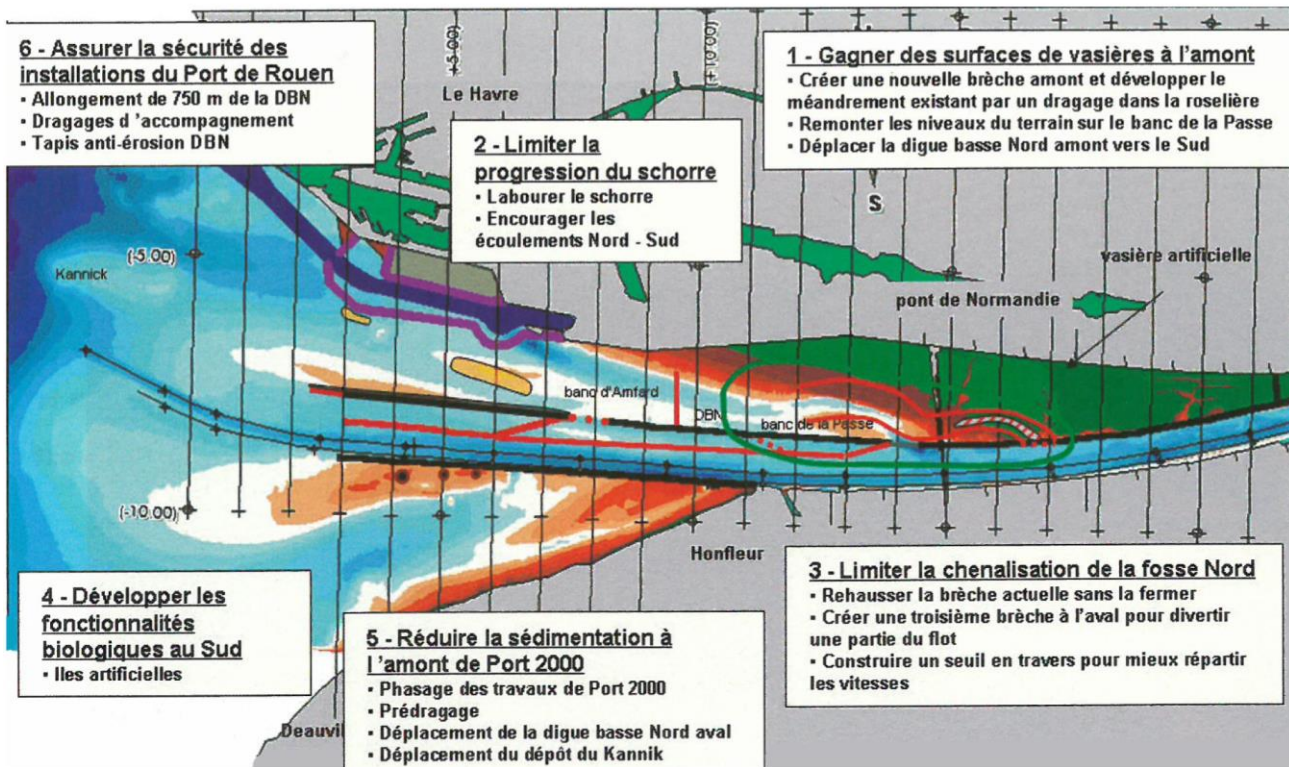 6 - Assurer la sécurité des
installations du Port de Rouen
• Allongement de 750 m de la DBN
• Dragages d 'accompagnement
• Tapis anti-érosion DBN
+5.00
Le Havre
+10.00
1 - Gagner des surfaces de vasières à l'amont
• Créer une nouvelle brèche amont et développer le
méandrement existant par un dragage dans la roselière
• Remonter les niveaux du terrain sur le banc de la Passe
• Déplacer la digue basse Nord amont vers le Sud
2 - Limiter la
progression du schorre
• Labourer le schorre
• Encourager les
écoulements Nord - Sud
S
(-5.00)
Kannick
vasière artificielle
pont de Normandie
banc d'Amfard
DBN
banc de la Passe
(-10.00)
Honfleur
4 - Développer les
fonctionnalités
biologiques au Sud
• Iles artificielles
5 - Réduire la sédimentation à
l 'amont de Port 2000
• Phasage des travaux de Port 2000
• Prédragage
• Déplacement de la digue basse Nord aval
• Déplacement du dépôt du Kannik
3 - Limiter la chenalisation de la fosse Nord
• Rehausser la brèche actuelle sans la fermer
• Créer une troisième brèche à l'aval pour divertir
une partie du flot
• Construire un seuil en travers pour mieux répartir
les vitesses
Deauvil